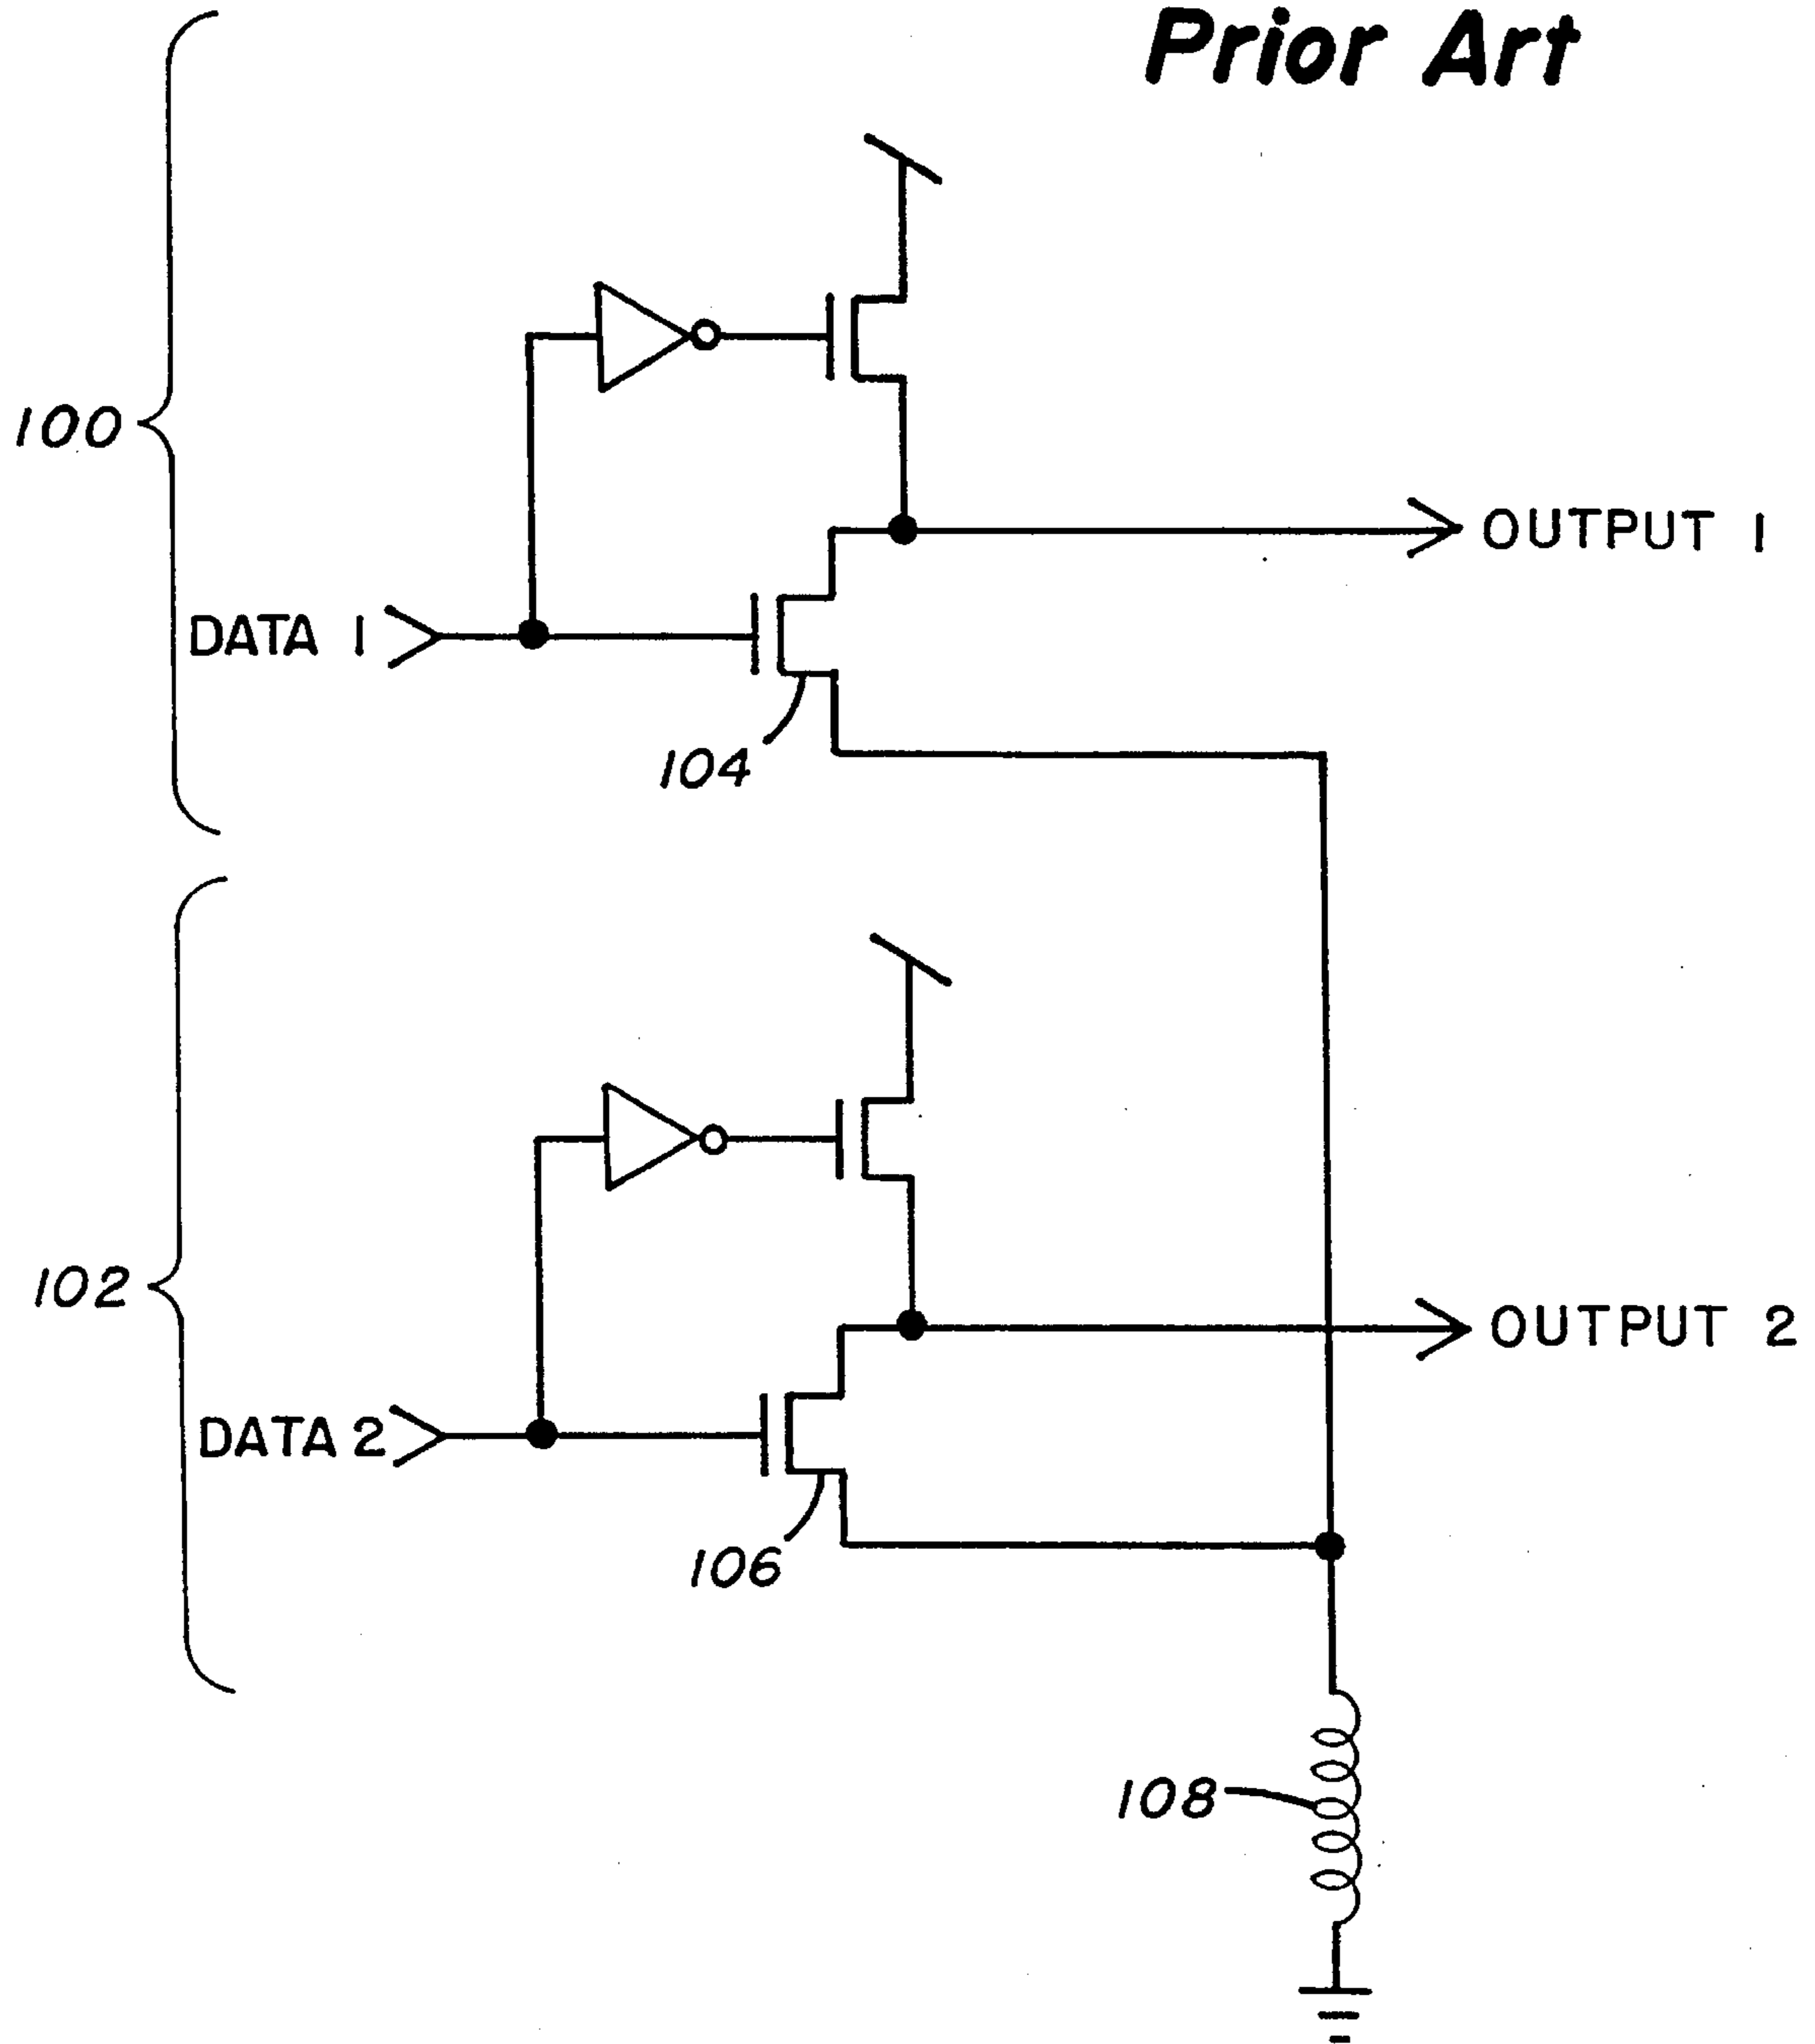 Prior Art
100
OUTPUT 1
DATA 1
104
102
OUTPUT 2
DATA 2
106
108